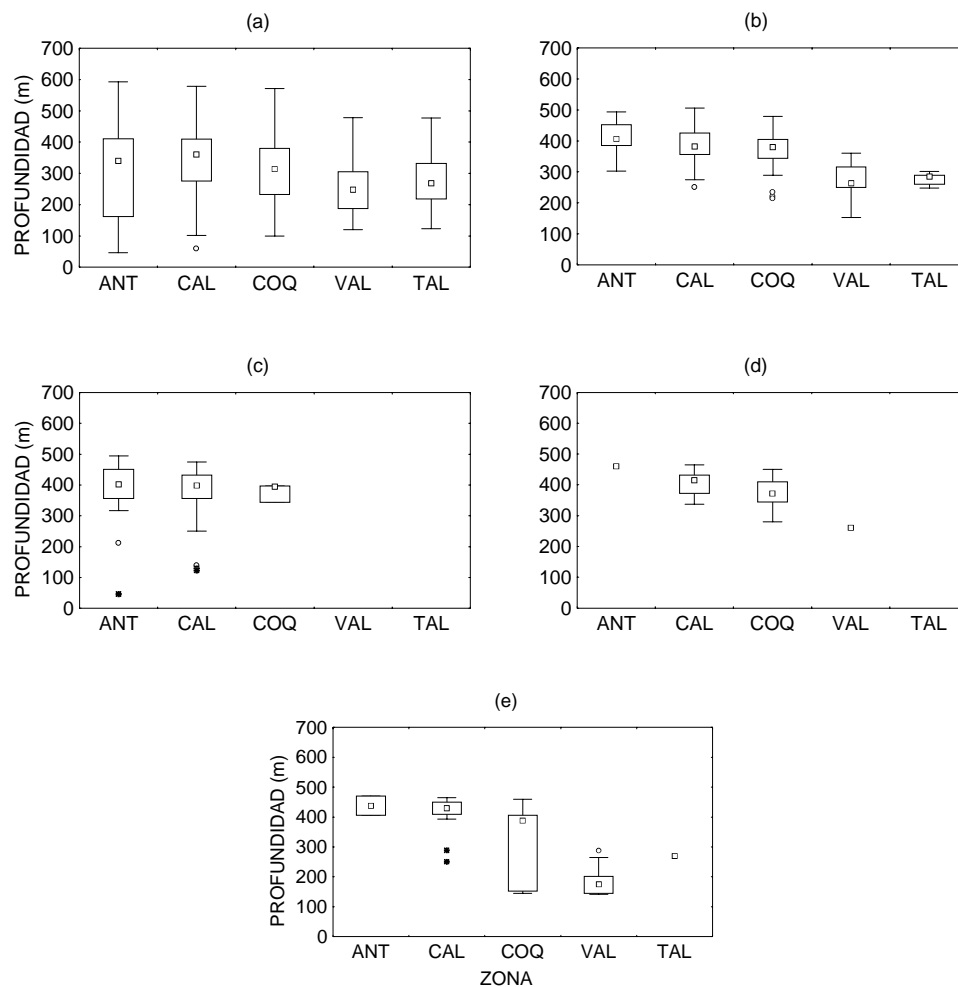 (a)
(b)
PROFUNDIDAD (m)
700
600
500
400
300
200
100
0
ANT CAL COQ VAL TAL
700
600
500
400
300
200
100
0
ANT CAL COQ VAL TAL
(c)
(d)
PROFUNDIDAD (m)
700
600
500
400
300
200
100
0
ANT CAL COQ VAL TAL
700
600
500
400
300
200
100
0
ANT CAL COQ VAL TAL
(e)
PROFUNDIDAD (m)
700
600
500
400
300
200
100
0
ANT CAL COQ VAL TAL
ZONA